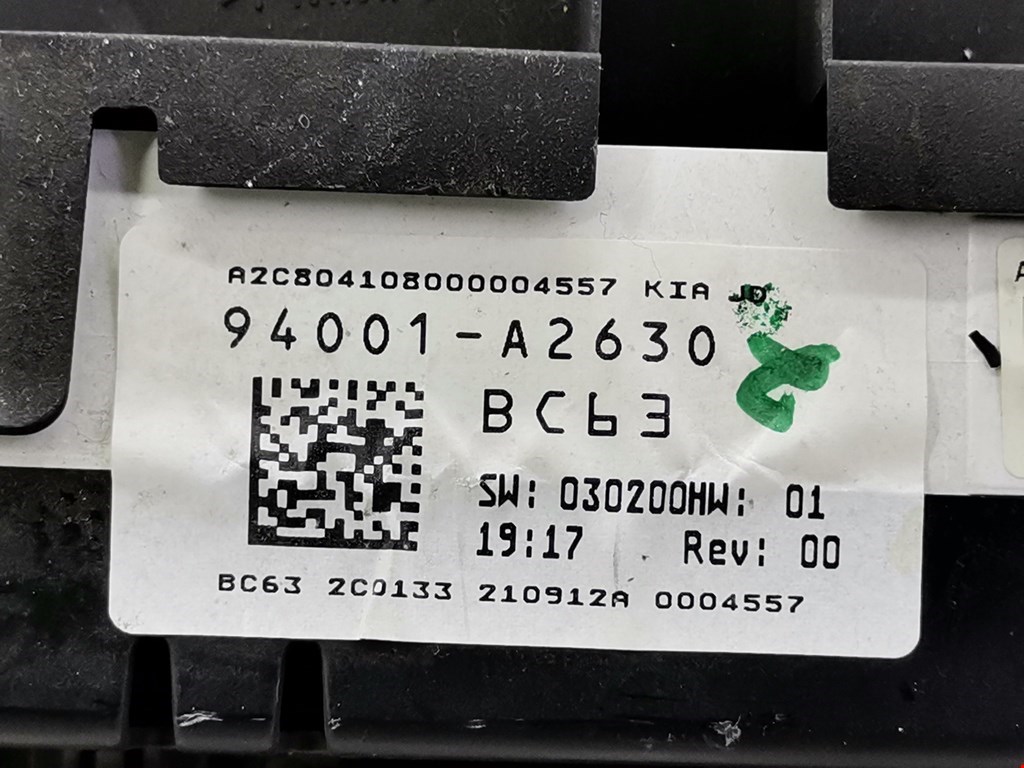 A2C804108000004557 KIA JD
94001-A2630
BC63
SW: 030200HW: 01
19:17 Rev: 00
BC63 2C0133 210912A 0004557